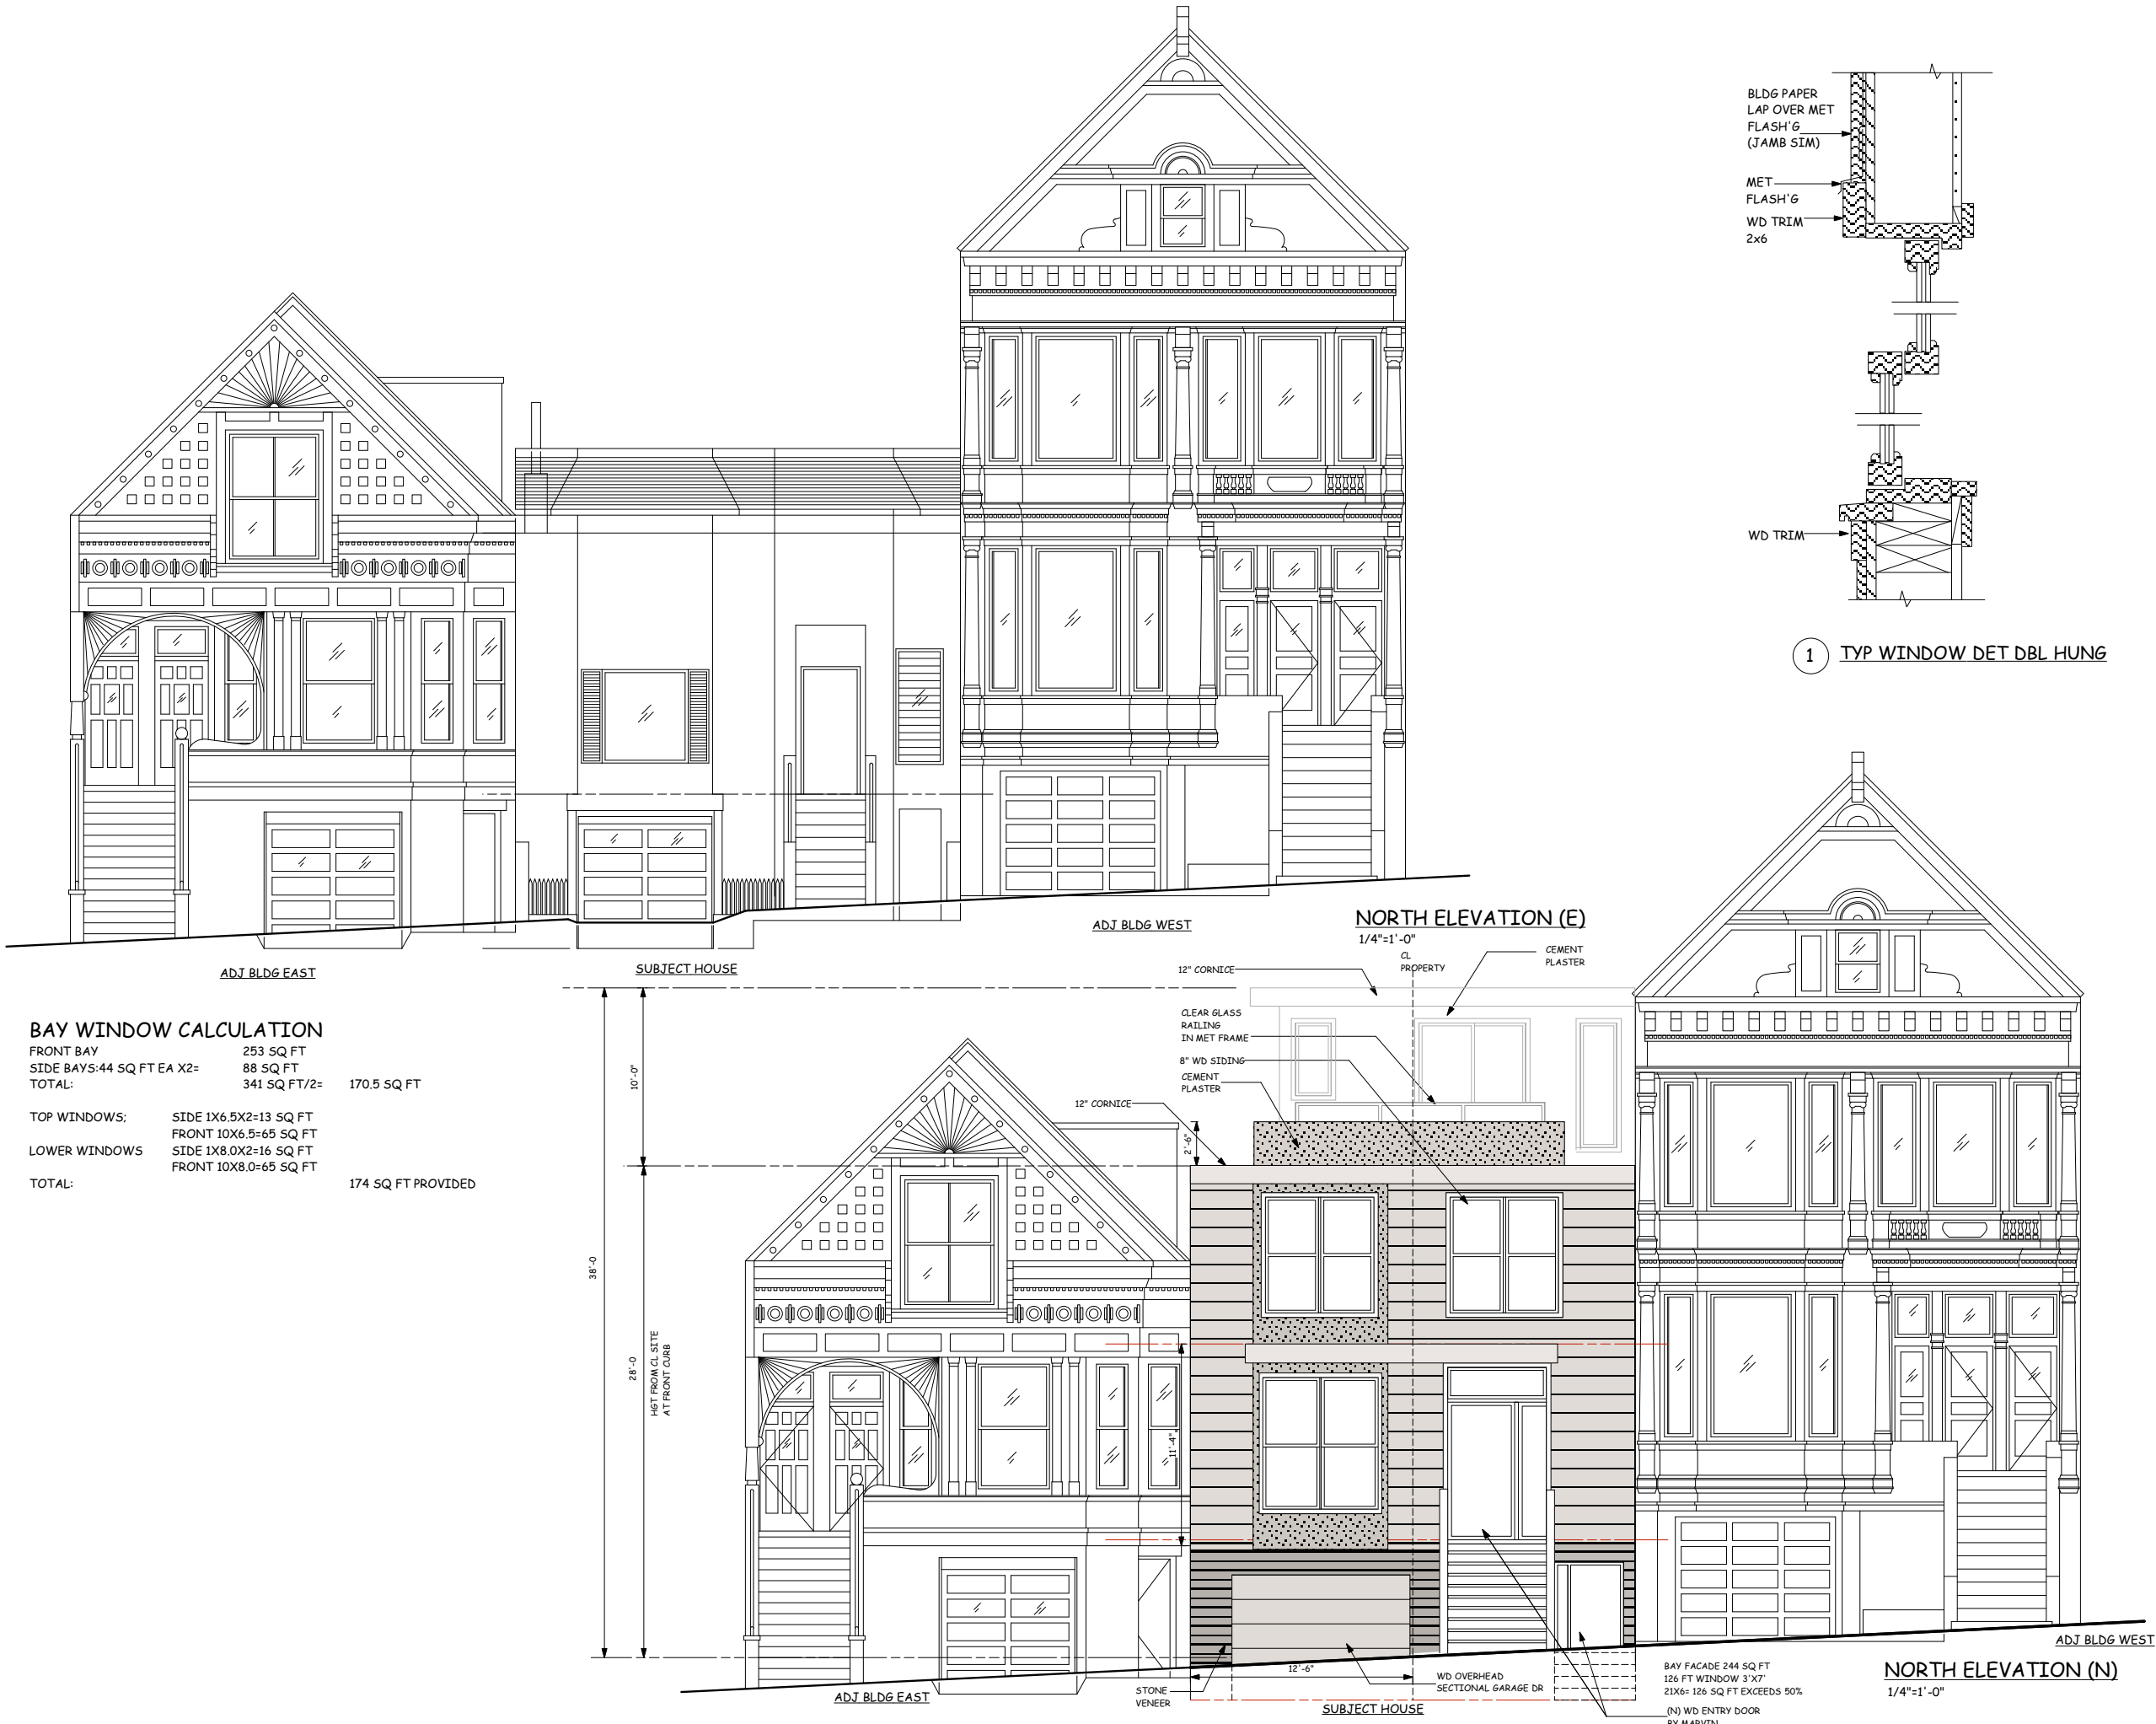 BLDG PAPER
LAP OVER MET
FLASH'G
(JAMB SIM)
MET
FLASH'G
WD TRIM
2x6
WD TRIM
1 TYP WINDOW DET DBL HUNG
ADJ BLDG EAST
SUBJECT HOUSE
ADJ BLDG WEST
NORTH ELEVATION (E)
1/4"=1'-0"
BAY WINDOW CALCULATION
FRONT BAY 253 SQ FT
SIDE BAYS:44 SQ FT EA X2= 88 SQ FT
TOTAL: 341 SQ FT/2= 170.5 SQ FT
TOP WINDOWS; SIDE 1X6.5X2=13 SQ FT
FRONT 10X6.5=65 SQ FT
LOWER WINDOWS SIDE 1X8.0X2=16 SQ FT
FRONT 10X8.0=65 SQ FT
TOTAL: 174 SQ FT PROVIDED
CL
PROPERTY
CEMENT
PLASTER
12" CORNICE
CLEAR GLASS
RAILING
IN MET FRAME
8" WD SIDING
CEMENT
PLASTER
12" CORNICE
10'-0"
2'-6"
38'-0
28'-0
HGT FROM CL SITE
AT FRONT CURB
11'-4"
12'-6"
STONE
VENEER
WD OVERHEAD
SECTIONAL GARAGE DR
ADJ BLDG EAST
SUBJECT HOUSE
BAY FACADE 244 SQ FT
126 FT WINDOW 3'X7'
21X6= 126 SQ FT EXCEEDS 50%
(N) WD ENTRY DOOR
BY MARVIN
ADJ BLDG WEST
NORTH ELEVATION (N)
1/4"=1'-0"